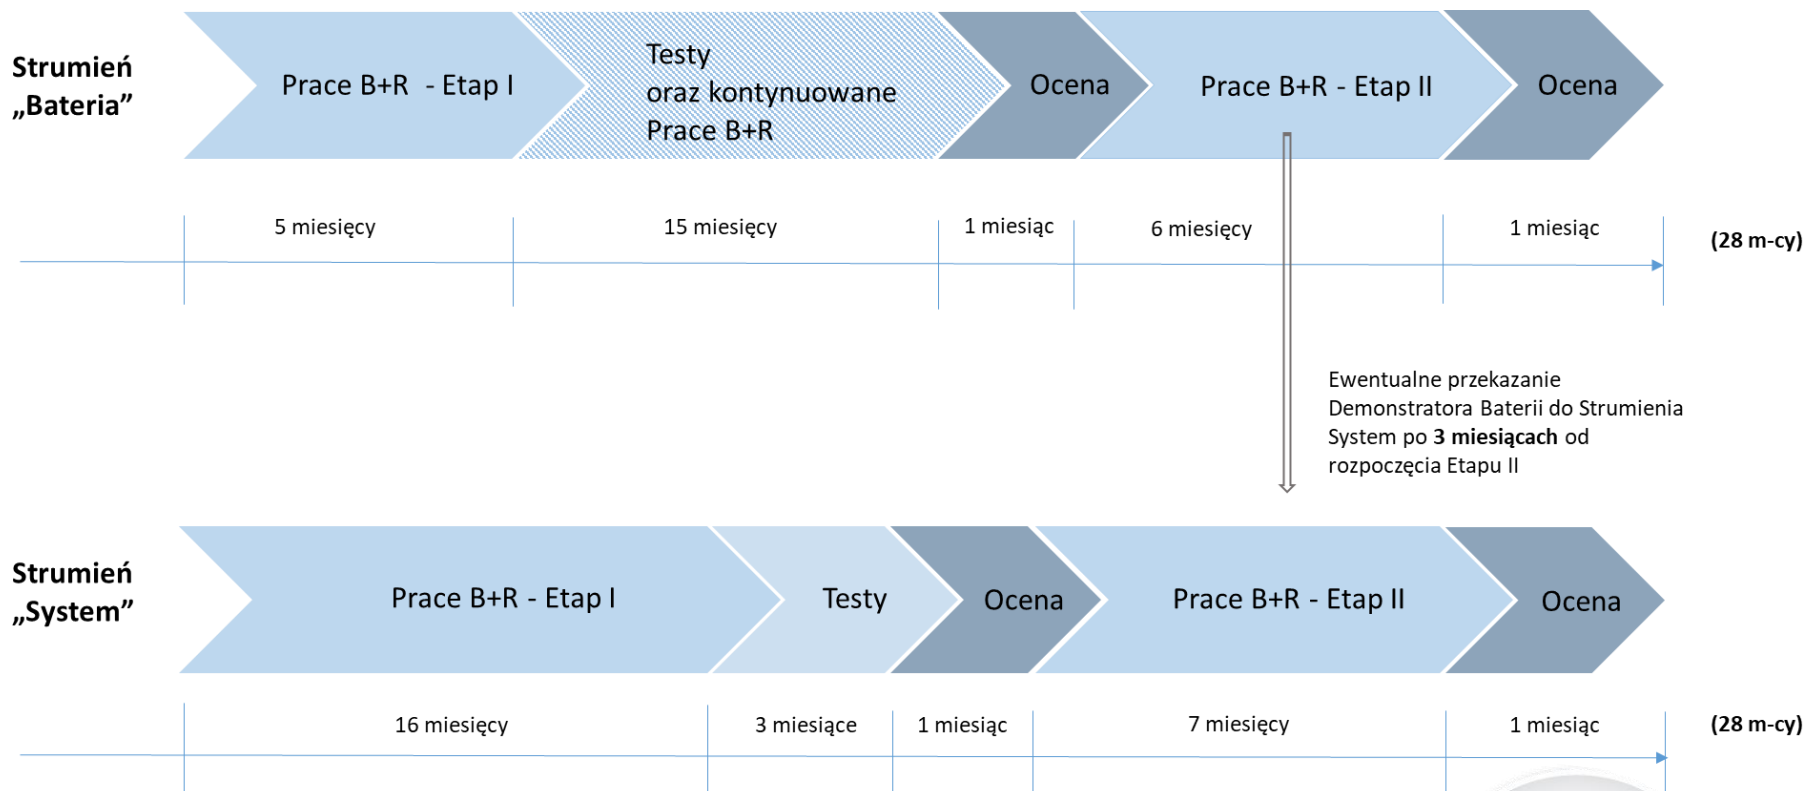 Strumień
„Bateria”
Prace B+R - Etap I
Testy
oraz kontynuowane
Prace B+R
Ocena
Prace B+R - Etap II
Ocena
5 miesięcy
15 miesięcy
1 miesiąc
6 miesięcy
1 miesiąc
(28 m-cy)
Ewentualne przekazanie
Demonstratora Baterii do Strumienia
System po 3 miesiącach od
rozpoczęcia Etapu II
Strumień
„System”
Prace B+R - Etap I
Testy
Ocena
Prace B+R - Etap II
Ocena
16 miesięcy
3 miesiące
1 miesiąc
7 miesięcy
1 miesiąc
(28 m-cy)